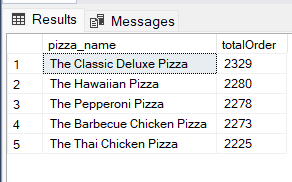 Results Messages
pizza_name totalOrder
1 The Classic Deluxe Pizza 2329
2 The Hawaiian Pizza 2280
3 The Pepperoni Pizza 2278
4 The Barbecue Chicken Pizza 2273
5 The Thai Chicken Pizza 2225